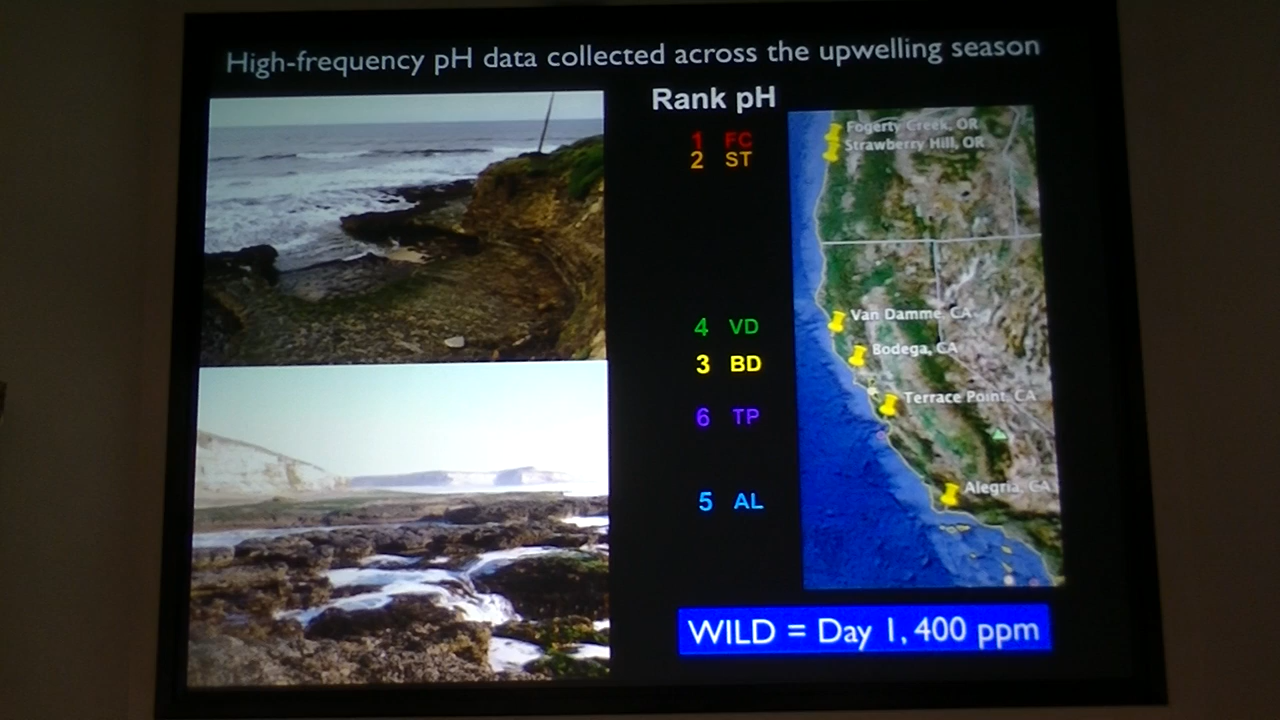 High-frequency pH data collected across the upwelling season
Rank pH
1 FC
2 ST
4 VD
3 BD
6 TP
5 AL
Fogerty Creek, OR
Strawberry Hill, OR
Van Damme, CA
Bodega, CA
Terrace Point, CA
Alegria, CA
WILD = Day 1, 400 ppm